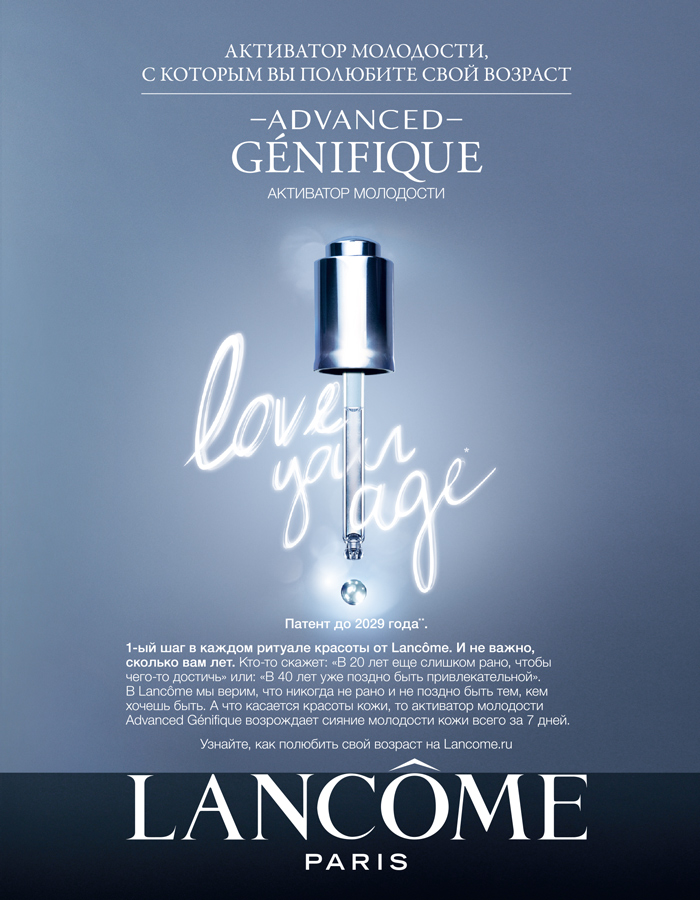 АКТИВАТОР МОЛОДОСТИ,
С КОТОРЫМ ВЫ ПОЛЮБИТЕ СВОЙ ВОЗРАСТ
–ADVANCED–
GÉNIFIQUE
АКТИВАТОР МОЛОДОСТИ
love
your
age*
Патент до 2029 года**.
1-ый шаг в каждом ритуале красоты от Lancôme. И не важно,
сколько вам лет. Кто-то скажет: «В 20 лет еще слишком рано, чтобы
чего-то достичь» или: «В 40 лет уже поздно быть привлекательной».
В Lancôme мы верим, что никогда не рано и не поздно быть тем, кем
хочешь быть. А что касается красоты кожи, то активатор молодости
Advanced Génifique возрождает сияние молодости кожи всего за 7 дней.
Узнайте, как полюбить свой возраст на Lancome.ru
LANCÔME
PARIS